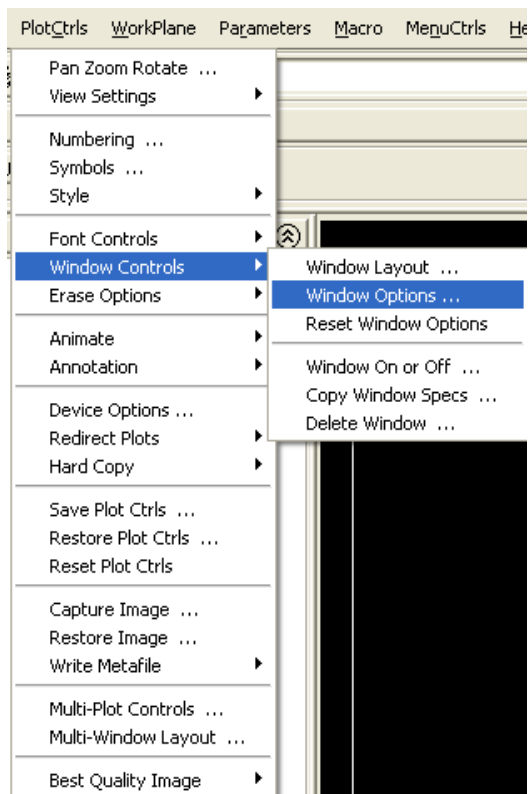 PlotCtrls WorkPlane Parameters Macro MenuCtrls He
Pan Zoom Rotate ...
View Settings
Numbering ...
Symbols ...
Style
Font Controls
Window Controls
Erase Options
Animate
Annotation
Device Options ...
Redirect Plots
Hard Copy
Save Plot Ctrls ...
Restore Plot Ctrls ...
Reset Plot Ctrls
Capture Image ...
Restore Image ...
Write Metafile
Multi-Plot Controls ...
Multi-Window Layout ...
Best Quality Image
Window Layout ...
Window Options ...
Reset Window Options
Window On or Off ...
Copy Window Specs ...
Delete Window ...